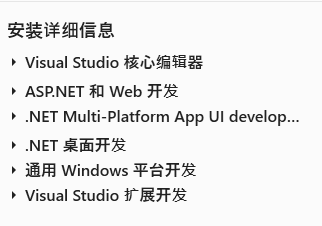 安装详细信息
Visual Studio 核心编辑器
ASP.NET 和 Web 开发
.NET Multi-Platform App UI develop...
.NET 桌面开发
通用 Windows 平台开发
Visual Studio 扩展开发